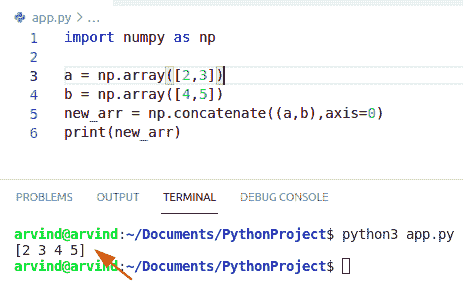 app.py > ...
1 import numpy as np
2
3 a = np.array([2,3])
4 b = np.array([4,5])
5 new_arr = np.concatenate((a,b),axis=0)
6 print(new_arr)
PROBLEMS OUTPUT TERMINAL DEBUG CONSOLE
arvind@arvind:~/Documents/PythonProject$ python3 app.py
[2 3 4 5]
arvind@arvind:~/Documents/PythonProject$